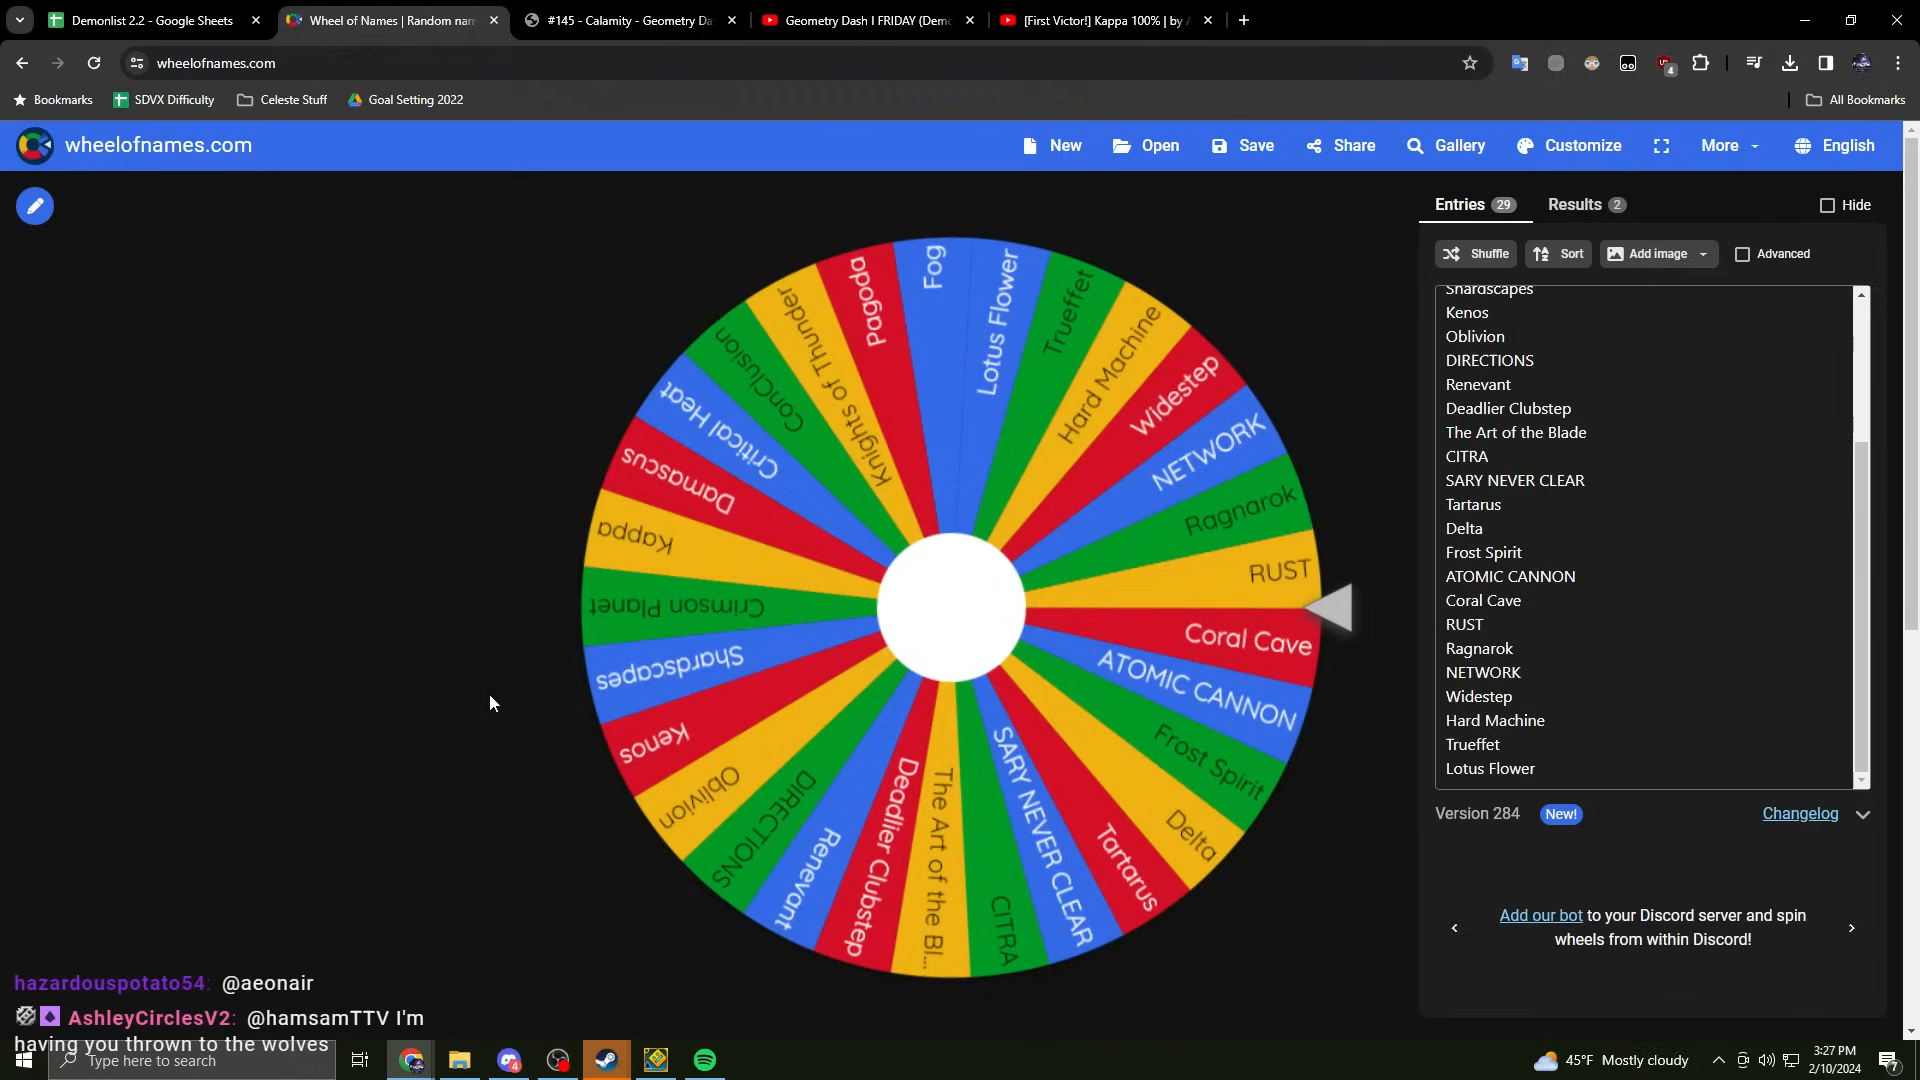 Demonlist 2.2 - Google Sheets
Wheel of Names | Random nam
#145 - Calamity - Geometry Da
Geometry Dash I FRIDAY (Demo
[First Victor!] Kappa 100% | by
wheelofnames.com
4
Bookmarks
SDVX Difficulty
Celeste Stuff
Goal Setting 2022
All Bookmarks
wheelofnames.com
New
Open
Save
Share
Gallery
Customize
More
English
Entries 29
Results 2
Hide
Shuffle
Sort
Add image
Advanced
Shardscapes
Kenos
Oblivion
DIRECTIONS
Renevant
Deadlier Clubstep
The Art of the Blade
CITRA
SARY NEVER CLEAR
Tartarus
Delta
Frost Spirit
ATOMIC CANNON
Coral Cave
RUST
Ragnarok
NETWORK
Widestep
Hard Machine
Trueffet
Lotus Flower
Version 284
New!
Changelog
Add our bot to your Discord server and spin
wheels from within Discord!
Fog
Lotus Flower
Trueffet
Hard Machine
Widestep
NETWORK
Ragnarok
RUST
Coral Cave
ATOMIC CANNON
Frost Spirit
Delta
Tartarus
SARY NEVER CLEAR
CITRA
The Art of the Bl...
Deadlier Clubstep
Renevant
DIRECTIONS
Oblivion
Kenos
Shardscapes
Crimson Planet
Kappa
Damascus
Critical Heat
ConClusion
Knights of Thunder
Pagoda
hazardouspotato54: @aeonair
AshleyCirclesV2: @hamsamTTV I'm
having you thrown to the wolves
Type here to search
4
45°F Mostly cloudy
3:27 PM
2/10/2024
7